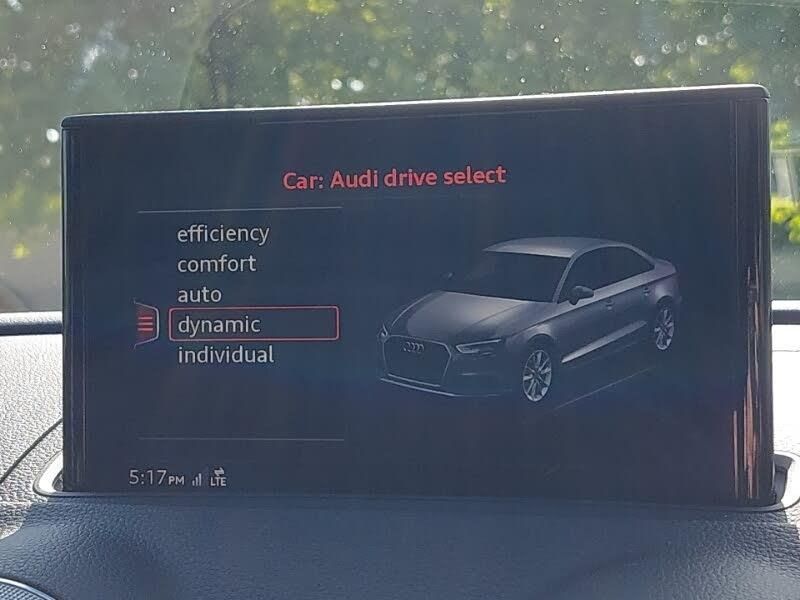 Car: Audi drive select
efficiency
comfort
auto
dynamic
individual
5:17PM LTE